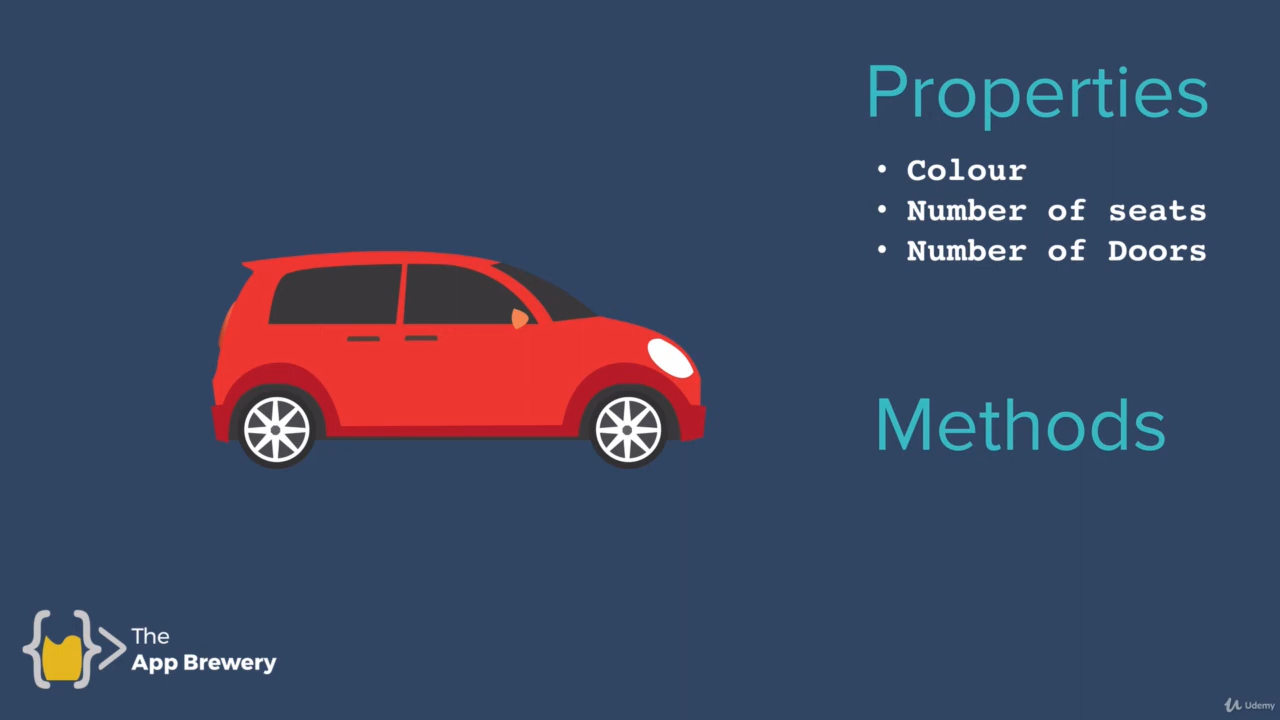 Properties
• Colour
• Number of seats
• Number of Doors
Methods
The
App Brewery
Udemy